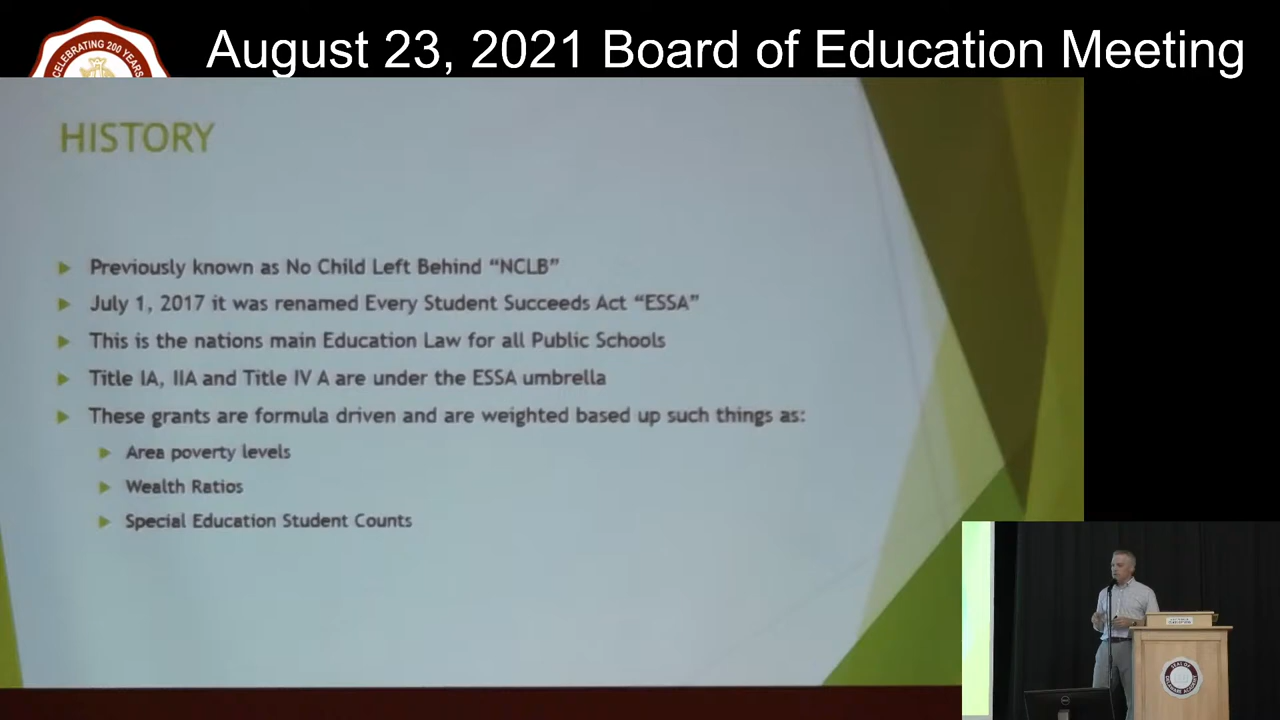 CELEBRATING 200 YEARS
August 23, 2021 Board of Education Meeting
HISTORY
Previously known as No Child Left Behind “NCLB”
July 1, 2017 it was renamed Every Student Succeeds Act “ESSA”
This is the nations main Education Law for all Public Schools
Title IA, IIA and Title IV A are under the ESSA umbrella
These grants are formula driven and are weighted based up such things as:
Area poverty levels
Wealth Ratios
Special Education Student Counts